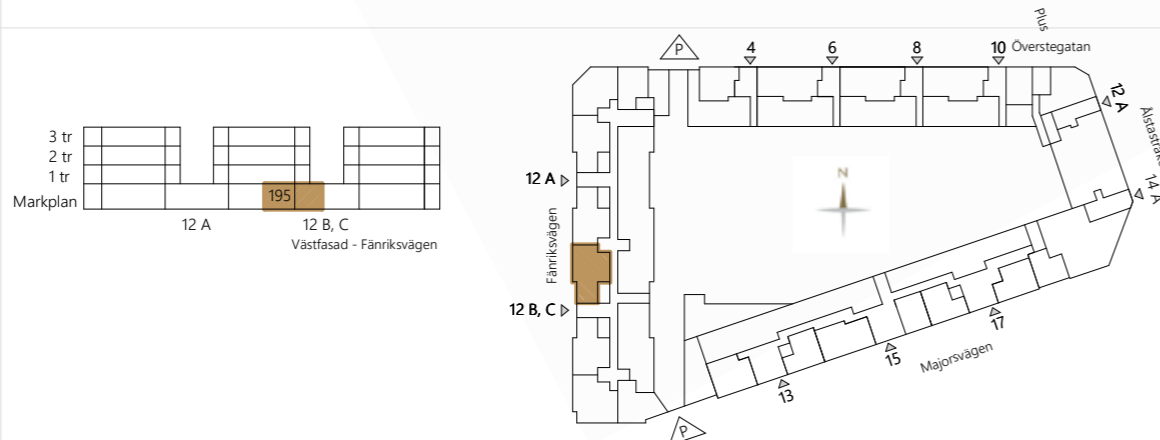 3 tr
2 tr
1 tr
Markplan
195
12 A
12 B, C
Västfasad - Fänriksvägen
P
4
6
8
10
Överstegatan
Plus
12 A
14 A
N
12 A
Fänriksvägen
12 B, C
13
15
17
Majorsvägen
P